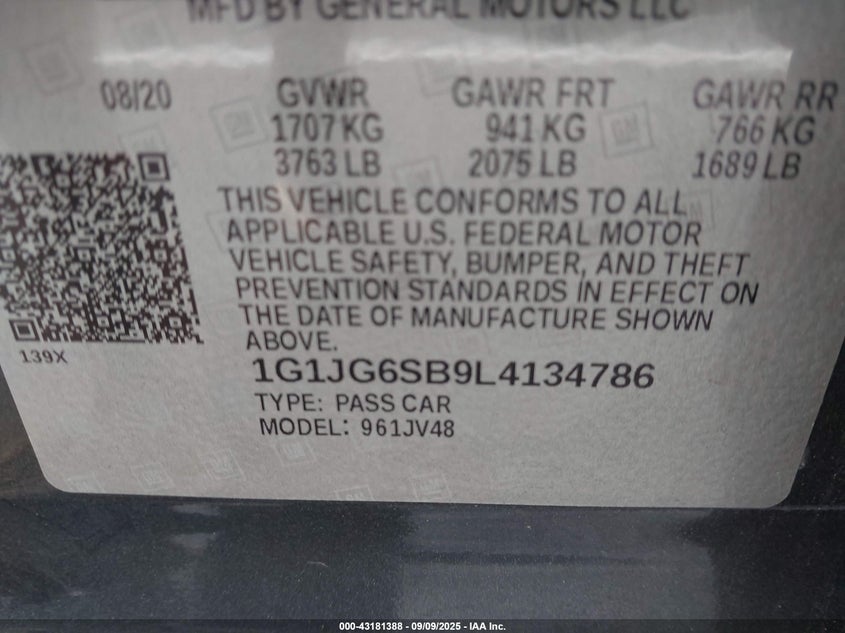 MFD BY GENERAL MOTORS LLC
08/20 GVWR GAWR FRT GAWR RR
1707 KG 941 KG 766 KG
3763 LB 2075 LB 1689 LB
THIS VEHICLE CONFORMS TO ALL
APPLICABLE U.S. FEDERAL MOTOR
VEHICLE SAFETY, BUMPER, AND THEFT
PREVENTION STANDARDS IN EFFECT ON
THE DATE OF MANUFACTURE SHOWN
ABOVE.
139X
1G1JG6SB9L4134786
TYPE: PASS CAR
MODEL: 961JV48
000-43181388 - 09/09/2025 - IAA Inc.